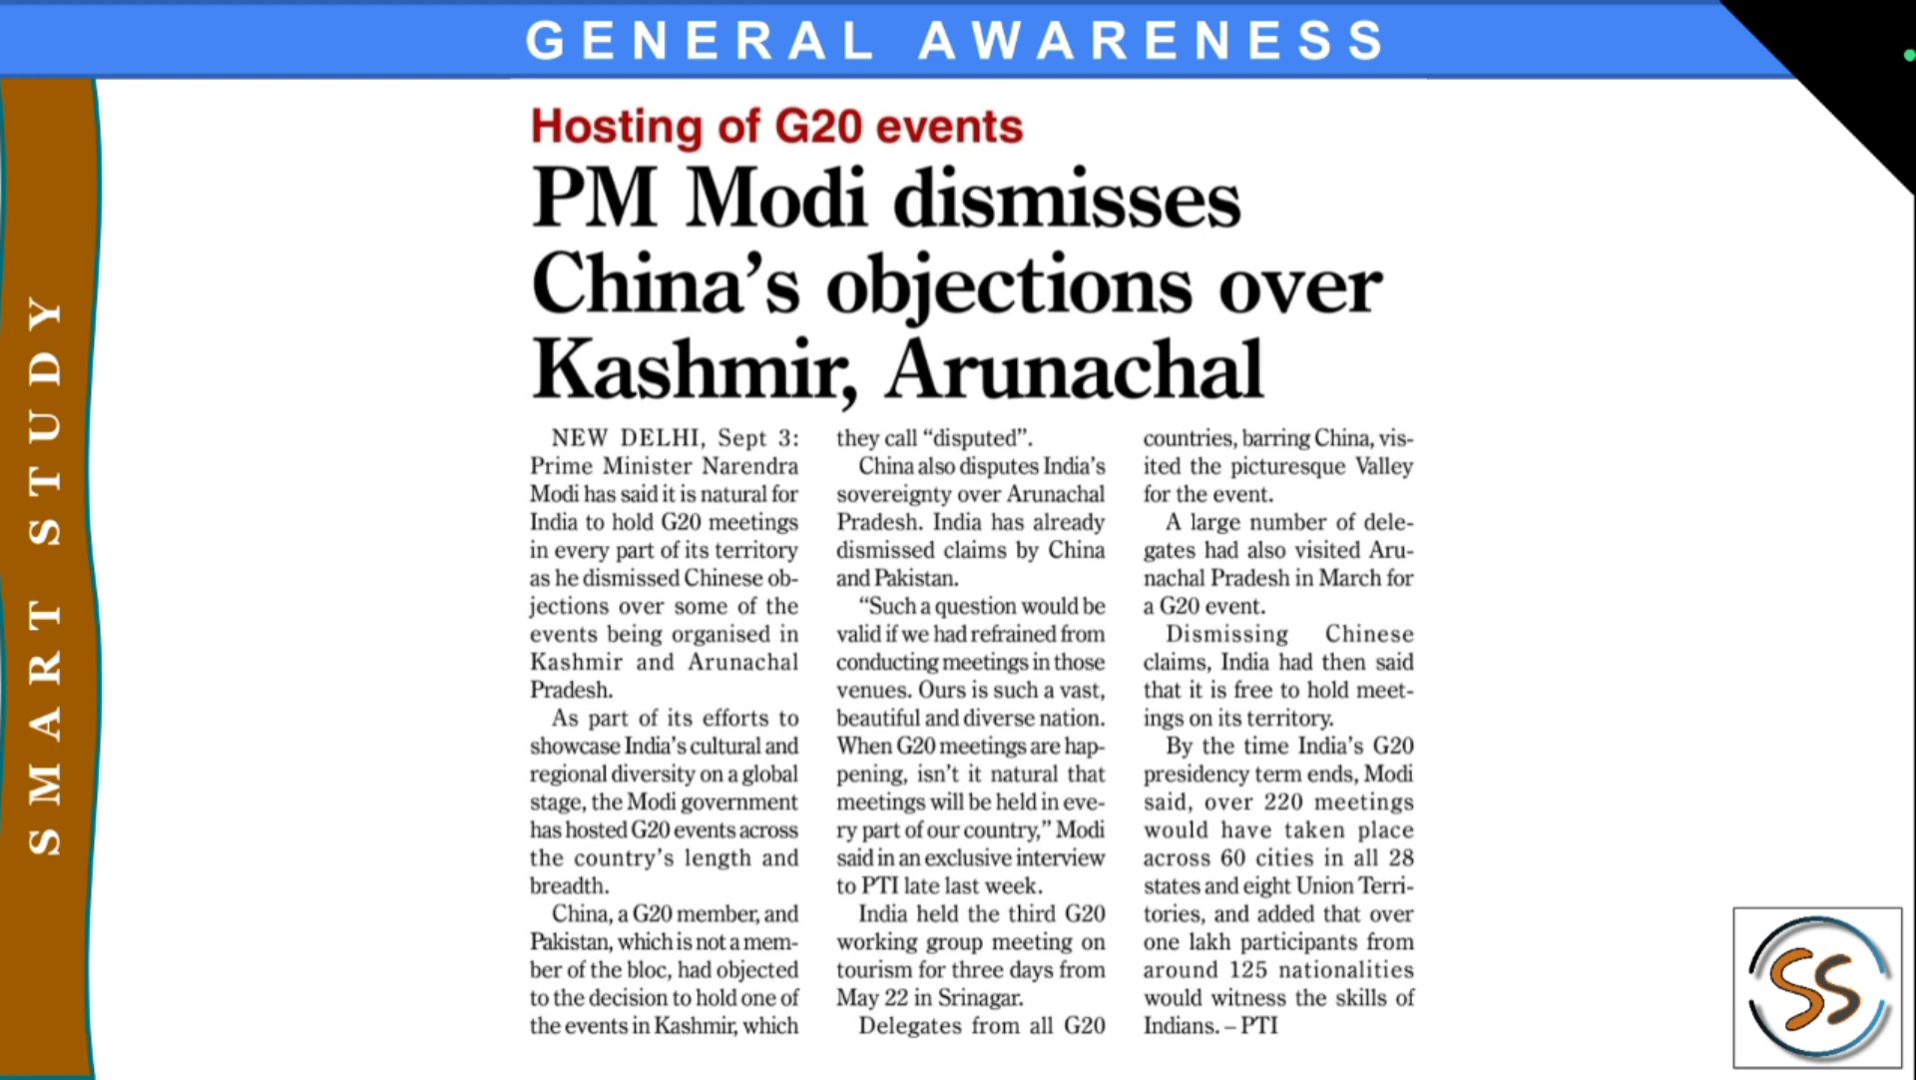 GENERAL AWARENESS
SMART STUDY
Hosting of G20 events
PM Modi dismisses
China's objections over
Kashmir, Arunachal
NEW DELHI, Sept 3:
Prime Minister Narendra
Modi has said it is natural for
India to hold G20 meetings
in every part of its territory
as he dismissed Chinese ob-
jections over some of the
events being organised in
Kashmir and Arunachal
Pradesh.
As part of its efforts to
showcase India's cultural and
regional diversity on a global
stage, the Modi government
has hosted G20 events across
the country's length and
breadth.
China, a G20 member, and
Pakistan, which is not a mem-
ber of the bloc, had objected
to the decision to hold one of
the events in Kashmir, which
they call “disputed”.
China also disputes India's
sovereignty over Arunachal
Pradesh. India has already
dismissed claims by China
and Pakistan.
“Such a question would be
valid if we had refrained from
conducting meetings in those
venues. Ours is such a vast,
beautiful and diverse nation.
When G20 meetings are hap-
pening, isn't it natural that
meetings will be held in eve-
ry part of our country,” Modi
said in an exclusive interview
to PTI late last week.
India held the third G20
working group meeting on
tourism for three days from
May 22 in Srinagar.
Delegates from all G20
countries, barring China, vis-
ited the picturesque Valley
for the event.
A large number of dele-
gates had also visited Aru-
nachal Pradesh in March for
a G20 event.
Dismissing Chinese
claims, India had then said
that it is free to hold meet-
ings on its territory.
By the time India's G20
presidency term ends, Modi
said, over 220 meetings
would have taken place
across 60 cities in all 28
states and eight Union Terri-
tories, and added that over
one lakh participants from
around 125 nationalities
would witness the skills of
Indians. – PTI
SS